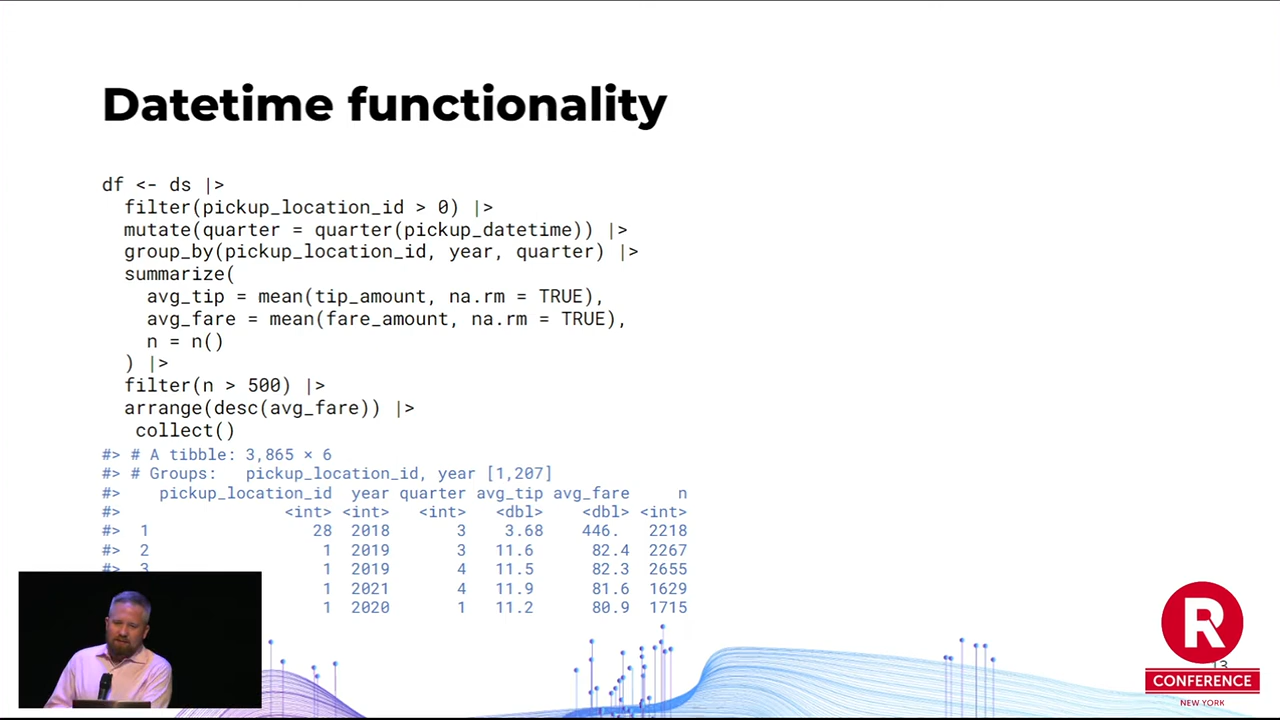 Datetime functionality
df <- ds |>
  filter(pickup_location_id > 0) |>
  mutate(quarter = quarter(pickup_datetime)) |>
  group_by(pickup_location_id, year, quarter) |>
  summarize(
    avg_tip = mean(tip_amount, na.rm = TRUE),
    avg_fare = mean(fare_amount, na.rm = TRUE),
    n = n()
  ) |>
  filter(n > 500) |>
  arrange(desc(avg_fare)) |>
   collect()
#> # A tibble: 3,865 × 6
#> # Groups:   pickup_location_id, year [1,207]
#>    pickup_location_id  year quarter avg_tip avg_fare     n
#>                 <int> <int>   <int>   <dbl>    <dbl> <int>
#>  1                 28  2018       3    3.68    446.   2218
#>  2                  1  2019       3   11.6      82.4  2267
#>  3                  1  2019       4   11.5      82.3  2655
                      1  2021       4   11.9      81.6  1629
                      1  2020       1   11.2      80.9  1715
R
13
CONFERENCE
NEW YORK